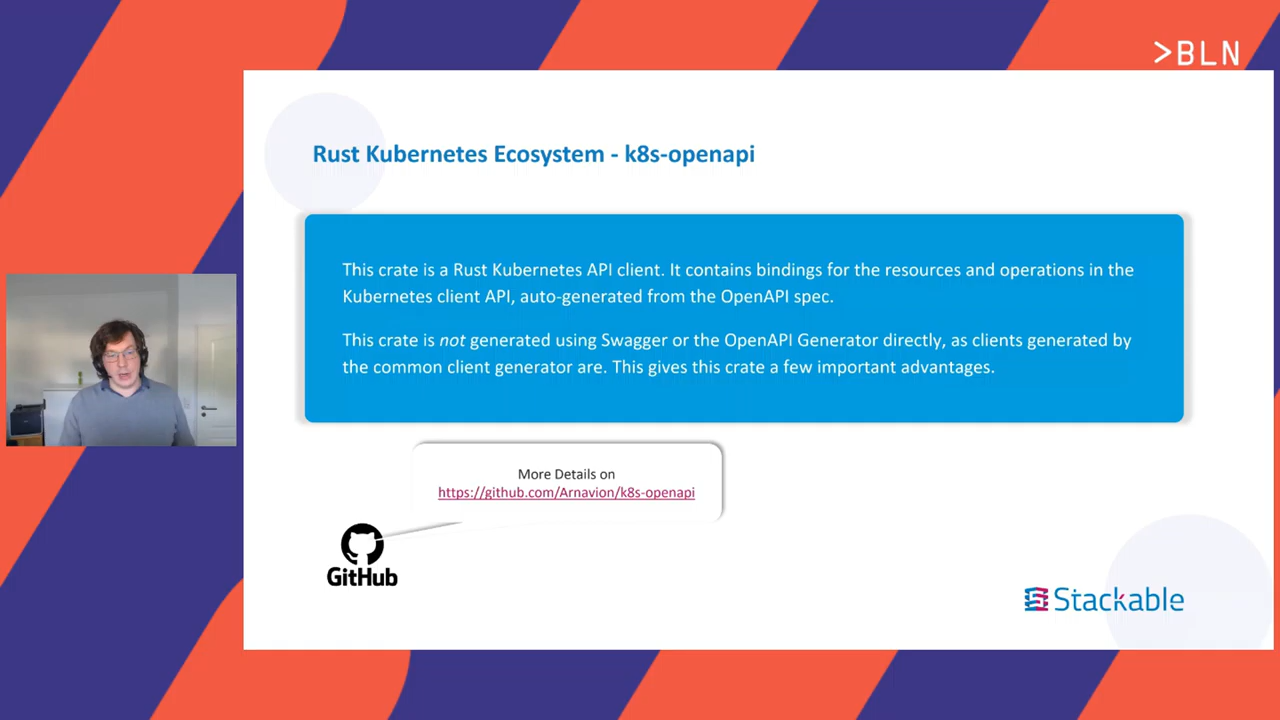 >BLN
Rust Kubernetes Ecosystem - k8s-openapi
This crate is a Rust Kubernetes API client. It contains bindings for the resources and operations in the
Kubernetes client API, auto-generated from the OpenAPI spec.
This crate is not generated using Swagger or the OpenAPI Generator directly, as clients generated by
the common client generator are. This gives this crate a few important advantages.
More Details on
https://github.com/Arnavion/k8s-openapi
GitHub
Stackable